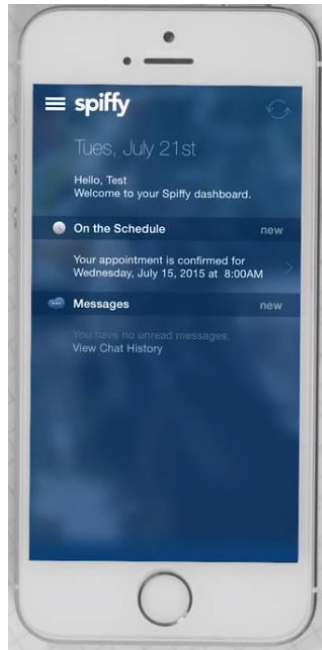 spiffy
Tues, July 21st
Hello, Test
Welcome to your Spiffy dashboard.
On the Schedule new
Your appointment is confirmed for
Wednesday, July 15, 2015 at 8:00AM
Messages new
You have no unread messages.
View Chat History